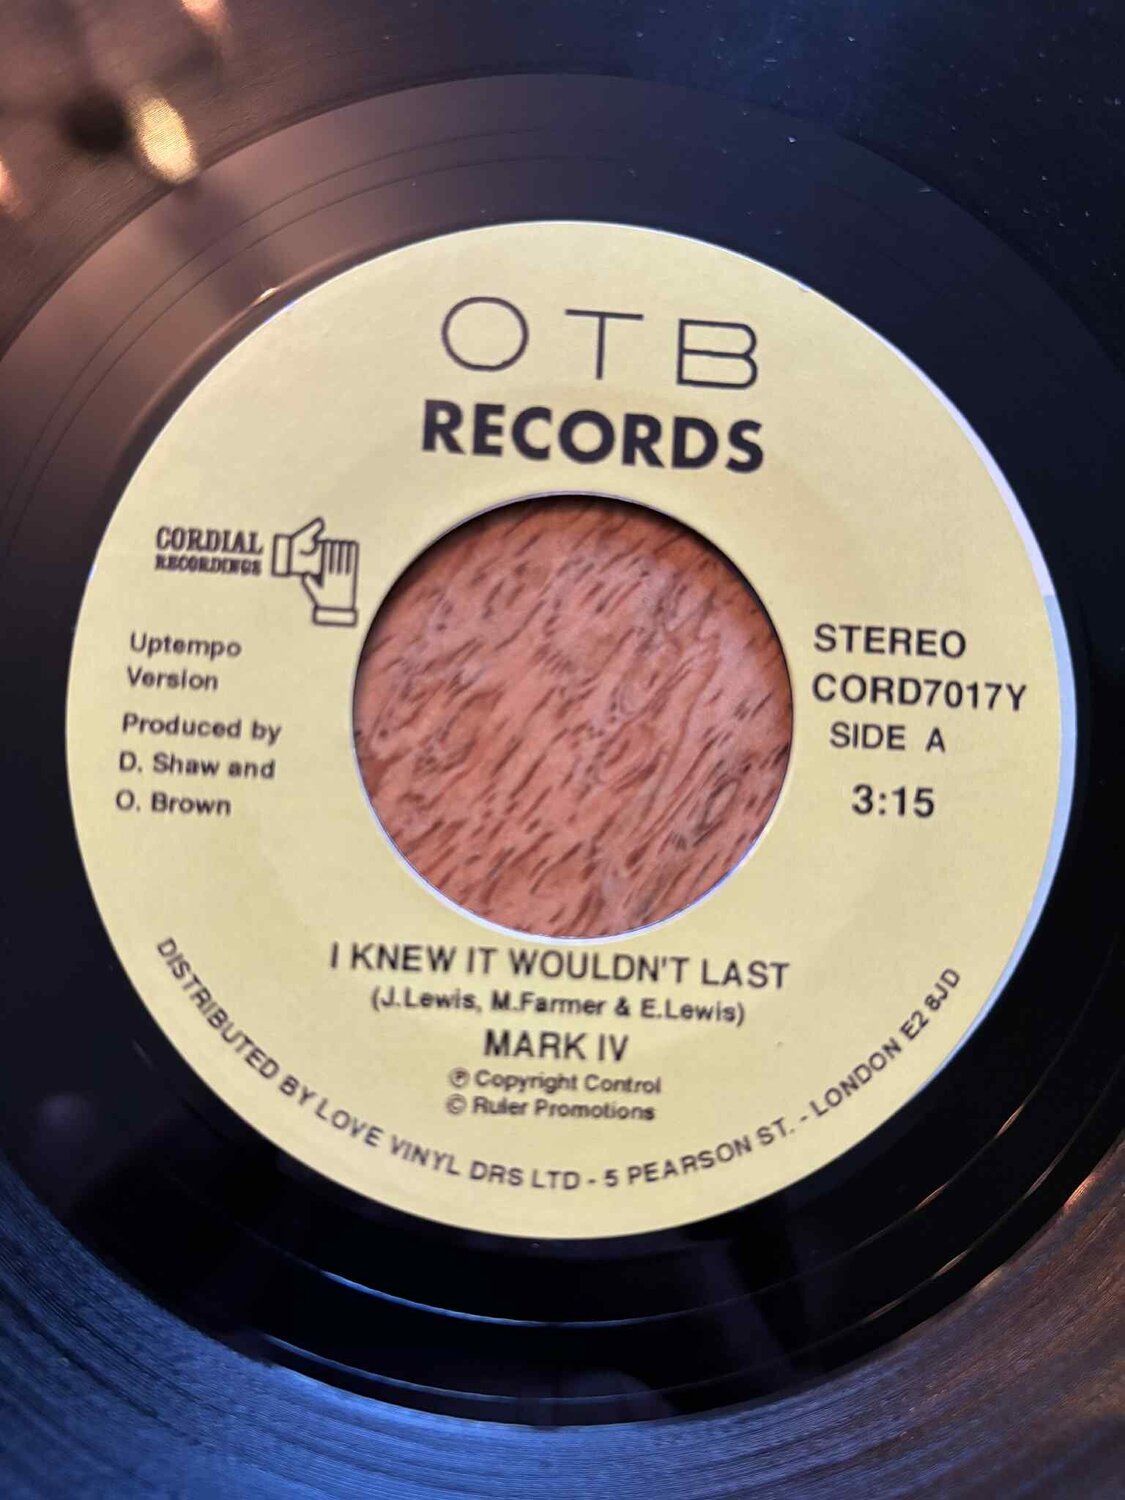 OTB
RECORDS
CORDIAL
RECORDINGS
Uptempo
Version
Produced by
D. Shaw and
O. Brown
STEREO
CORD7017Y
SIDE A
3:15
I KNEW IT WOULDN'T LAST
(J.Lewis, M.Farmer & E.Lewis)
MARK IV
℗ Copyright Control
© Ruler Promotions
DISTRIBUTED BY LOVE VINYL DRS LTD - 5 PEARSON ST. - LONDON E2 8JD